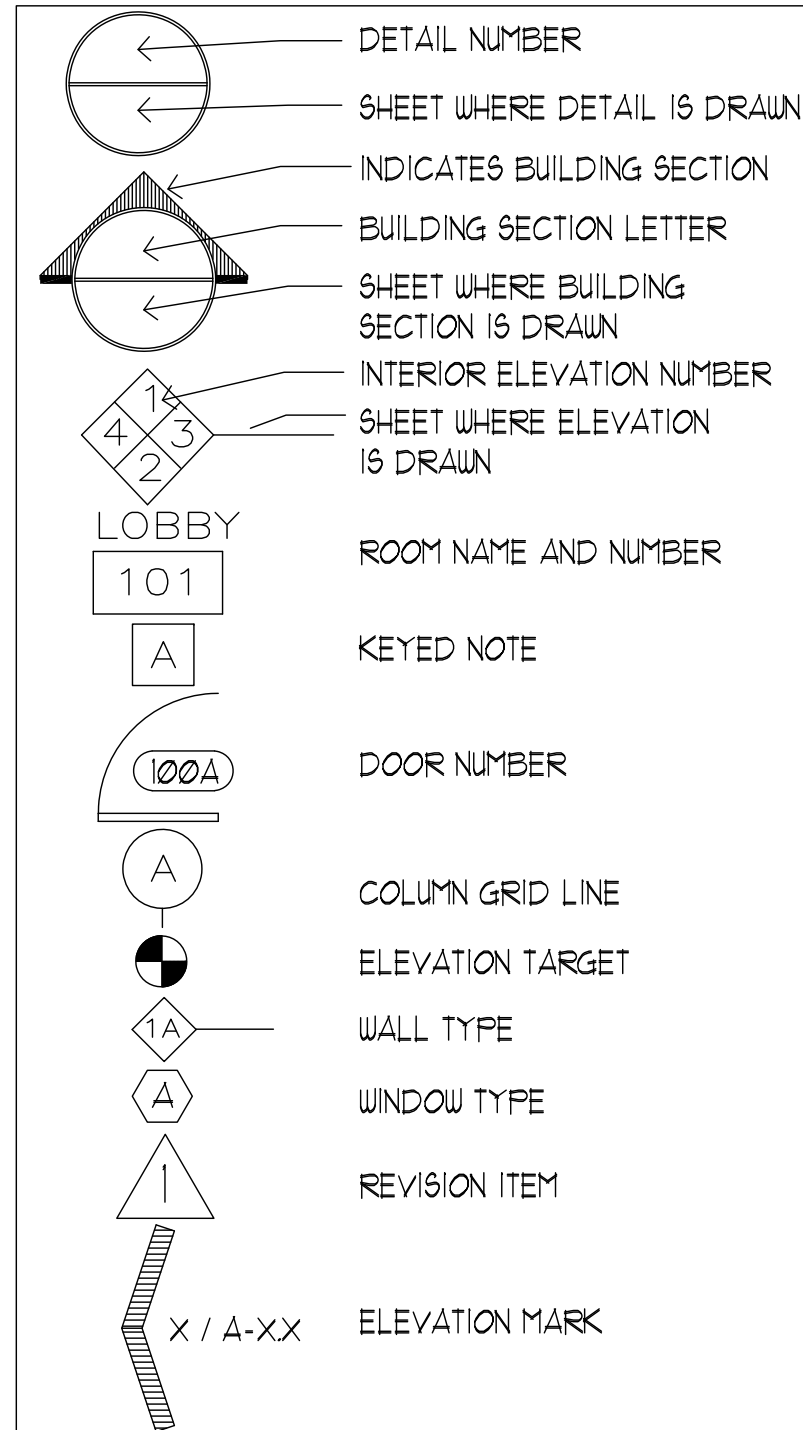 DETAIL NUMBER
SHEET WHERE DETAIL IS DRAWN
INDICATES BUILDING SECTION
BUILDING SECTION LETTER
SHEET WHERE BUILDING
SECTION IS DRAWN
1
4 3
2
INTERIOR ELEVATION NUMBER
SHEET WHERE ELEVATION
IS DRAWN
LOBBY
101
ROOM NAME AND NUMBER
A
KEYED NOTE
100A
DOOR NUMBER
A
COLUMN GRID LINE
ELEVATION TARGET
1A
WALL TYPE
A
WINDOW TYPE
1
REVISION ITEM
X / A-X.X
ELEVATION MARK